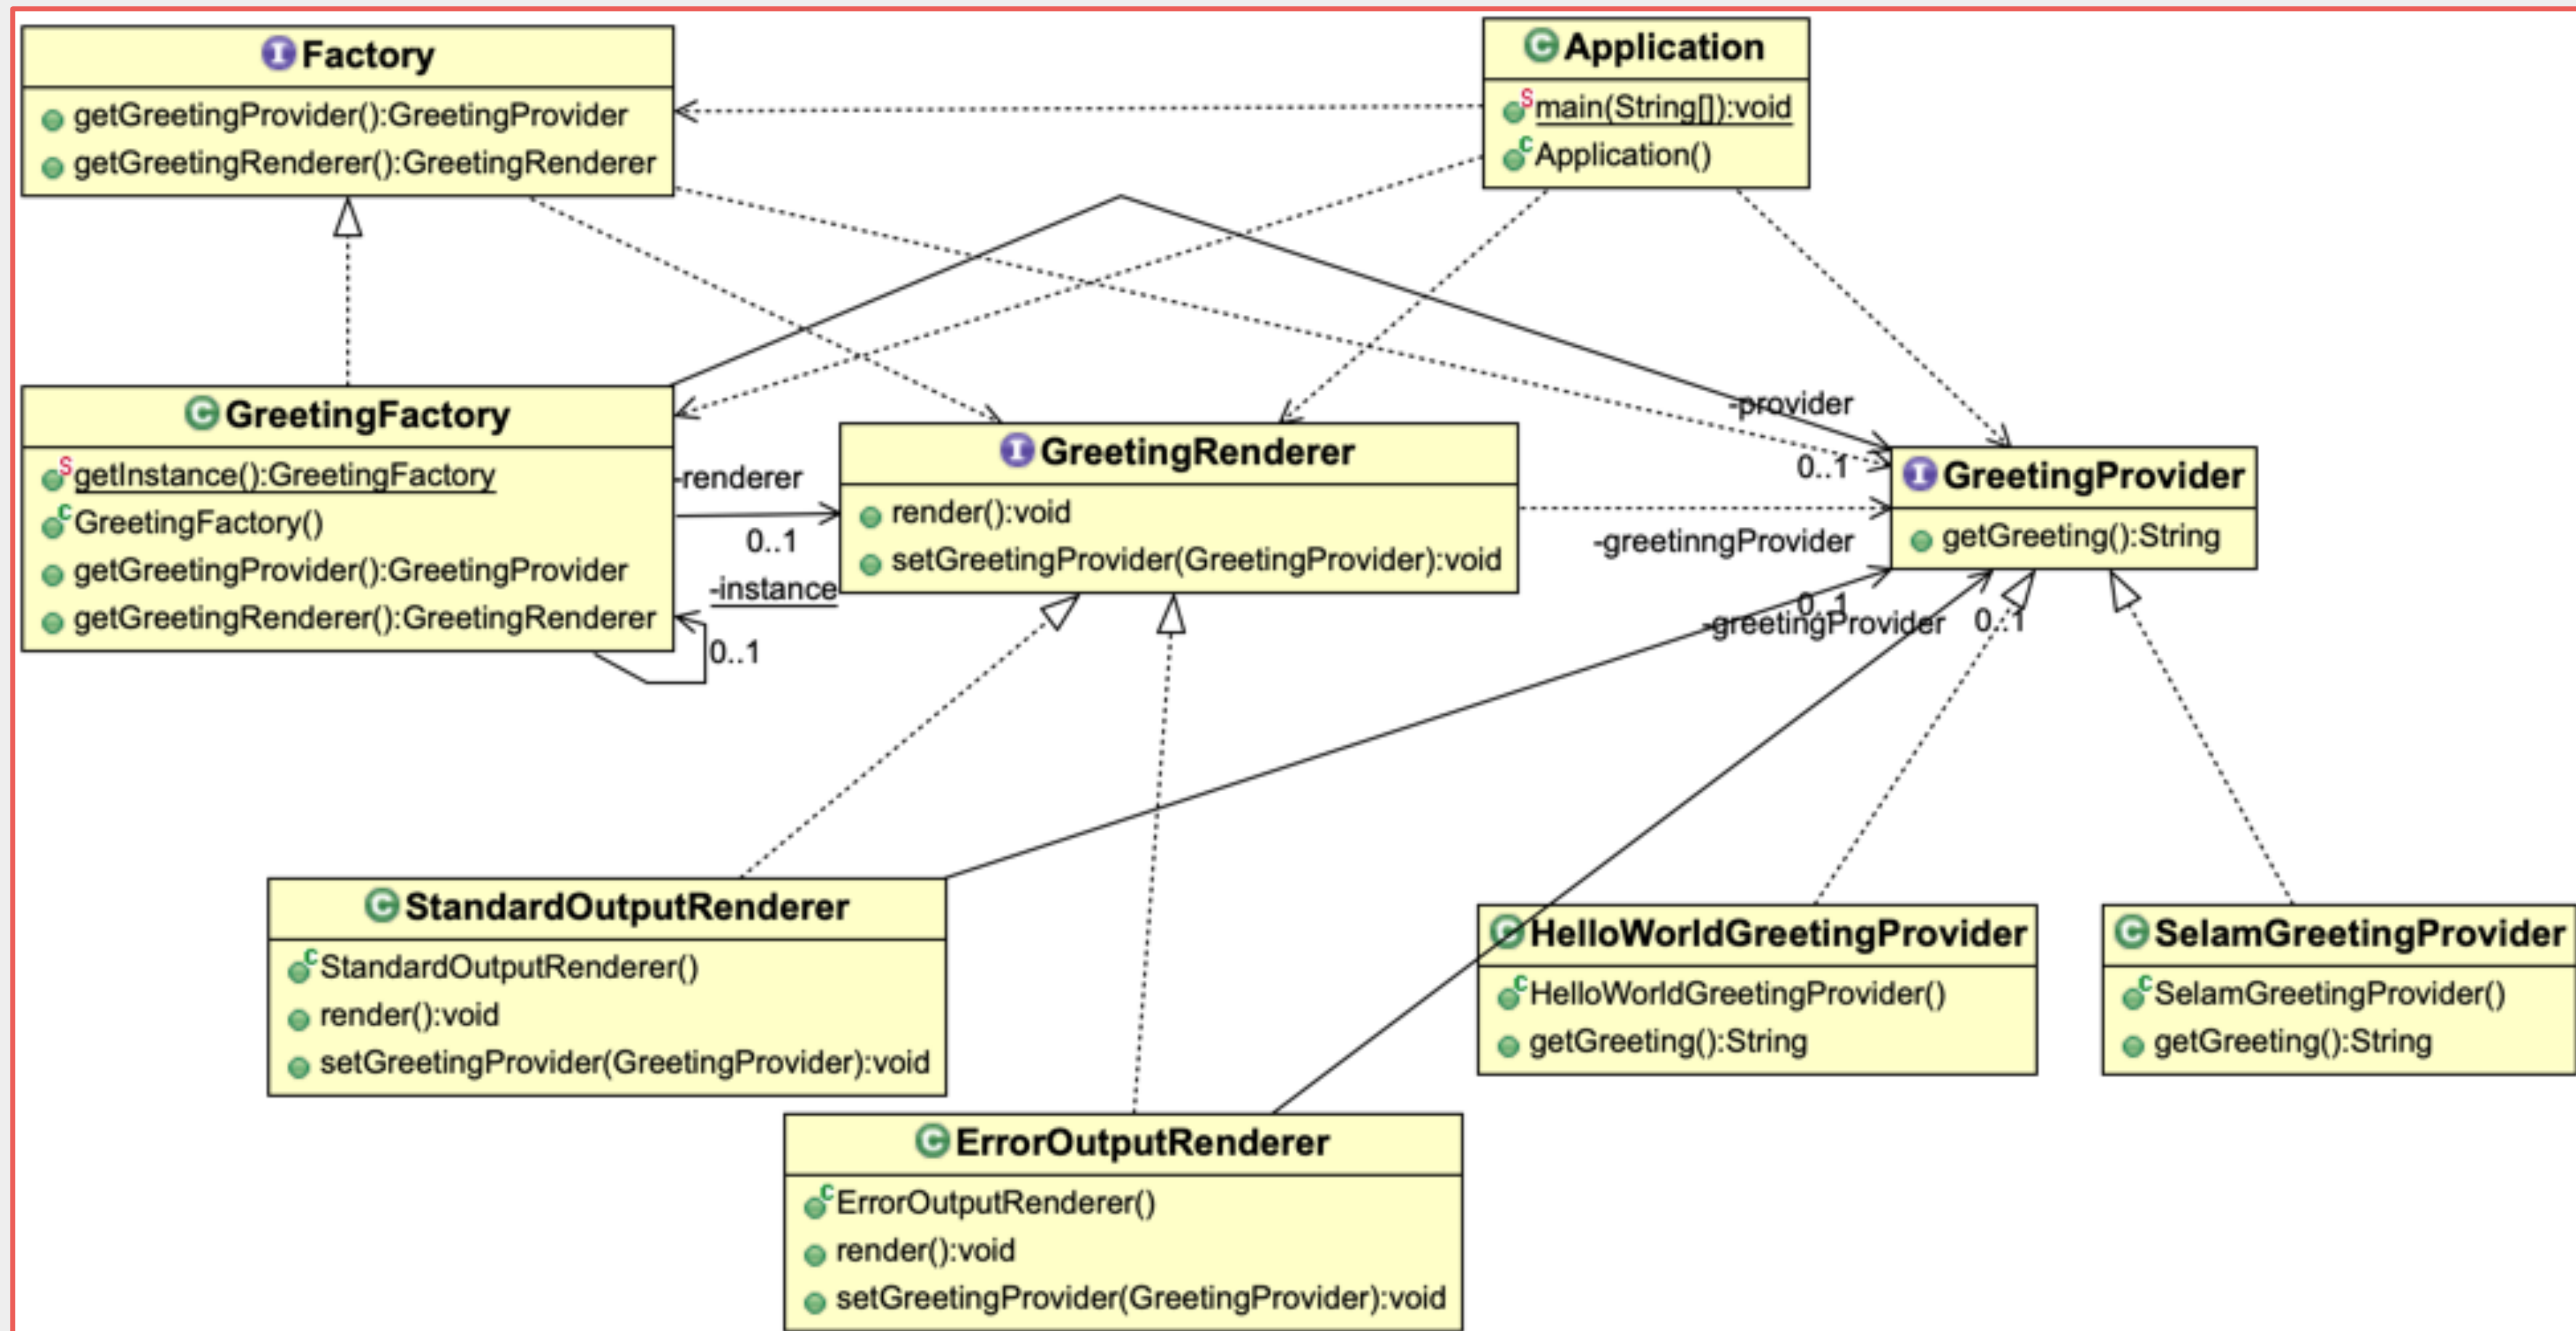 Factory
getGreetingProvider():GreetingProvider
getGreetingRenderer():GreetingRenderer
Application
main(String[]):void
Application()
GreetingFactory
getInstance():GreetingFactory
GreetingFactory()
getGreetingProvider():GreetingProvider
getGreetingRenderer():GreetingRenderer
-renderer
0..1
-instance
0..1
GreetingRenderer
render():void
setGreetingProvider(GreetingProvider):void
-provider
0..1
GreetingProvider
getGreeting():String
-greetinngProvider
0..1
-greetingProvider
0..1
StandardOutputRenderer
StandardOutputRenderer()
render():void
setGreetingProvider(GreetingProvider):void
HelloWorldGreetingProvider
HelloWorldGreetingProvider()
getGreeting():String
SelamGreetingProvider
SelamGreetingProvider()
getGreeting():String
ErrorOutputRenderer
ErrorOutputRenderer()
render():void
setGreetingProvider(GreetingProvider):void